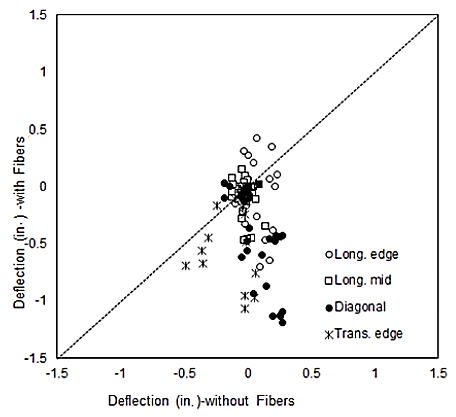 1.5
1
0.5
0
-0.5
-1
-1.5
Deflection (in.) -with Fibers
Long. edge
Long. mid
Diagonal
Trans. edge
-1.5 -1 -0.5 0 0.5 1 1.5
Deflection (in.)-without Fibers